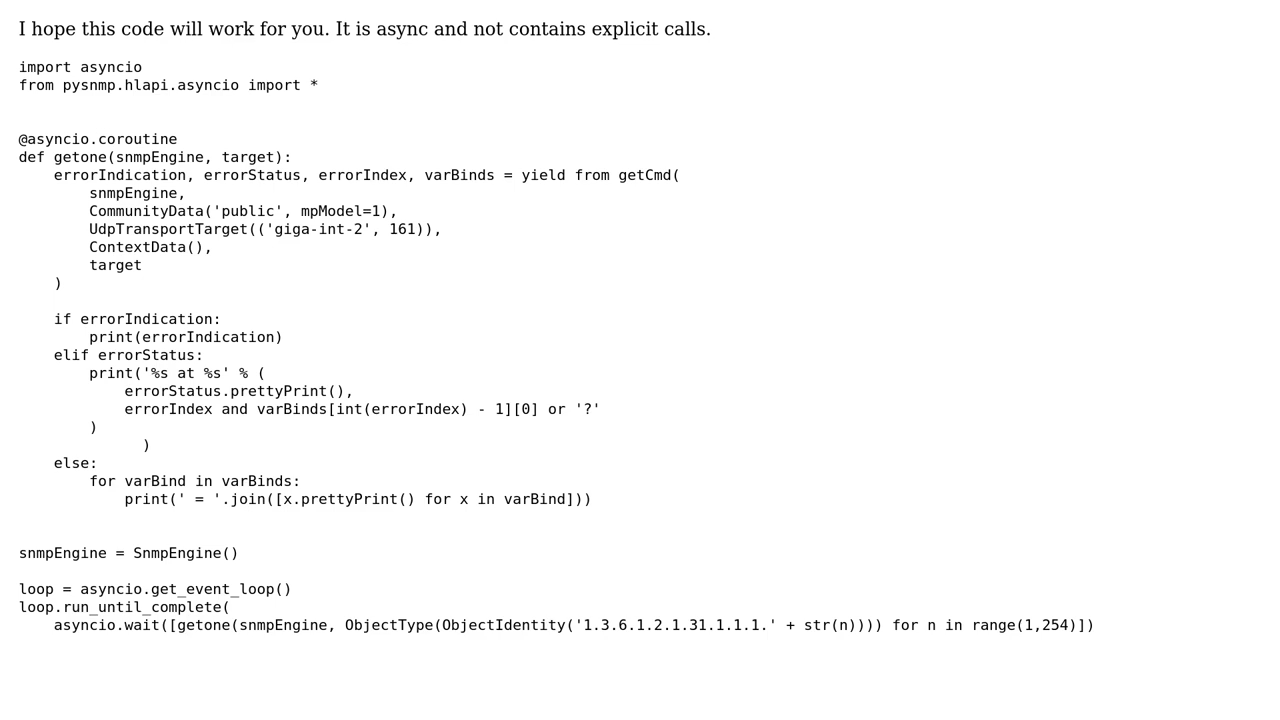 I hope this code will work for you. It is async and not contains explicit calls.
import asyncio
from pysnmp.hlapi.asyncio import *
@asyncio.coroutine
def getone(snmpEngine, target):
    errorIndication, errorStatus, errorIndex, varBinds = yield from getCmd(
        snmpEngine,
        CommunityData('public', mpModel=1),
        UdpTransportTarget(('giga-int-2', 161)),
        ContextData(),
        target
    )
    if errorIndication:
        print(errorIndication)
    elif errorStatus:
        print('%s at %s' % (
            errorStatus.prettyPrint(),
            errorIndex and varBinds[int(errorIndex) - 1][0] or '?'
        )
              )
    else:
        for varBind in varBinds:
            print(' = '.join([x.prettyPrint() for x in varBind]))
snmpEngine = SnmpEngine()
loop = asyncio.get_event_loop()
loop.run_until_complete(
    asyncio.wait([getone(snmpEngine, ObjectType(ObjectIdentity('1.3.6.1.2.1.31.1.1.1.' + str(n)))) for n in range(1,254)])